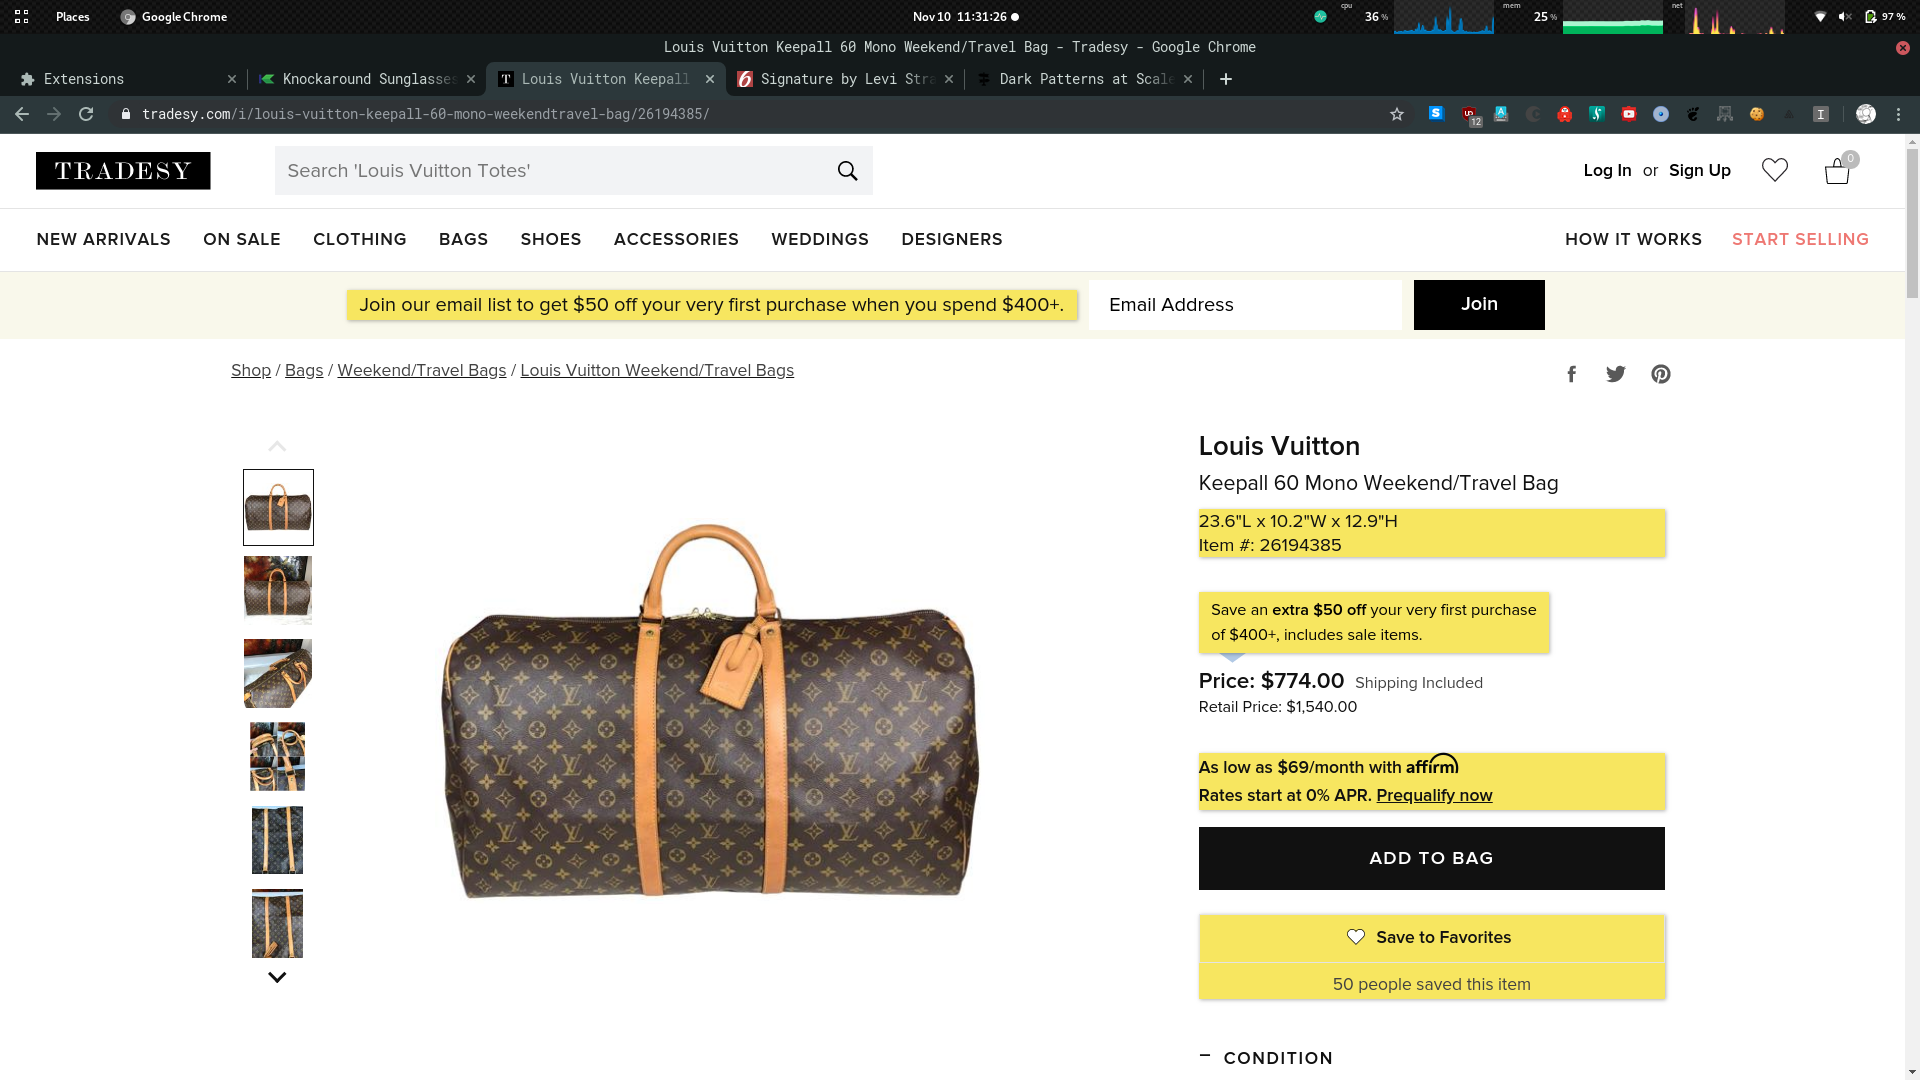 Places
Google Chrome
Nov 10 11:31:26
cpu
36 %
mem
25 %
net
97 %
Louis Vuitton Keepall 60 Mono Weekend/Travel Bag - Tradesy - Google Chrome
Extensions
Knockaround Sunglasses
Louis Vuitton Keepall
Signature by Levi Stra
Dark Patterns at Scale
tradesy.com/i/louis-vuitton-keepall-60-mono-weekendtravel-bag/26194385/
12
TRADESY
Search 'Louis Vuitton Totes'
Log In or Sign Up
0
NEW ARRIVALS
ON SALE
CLOTHING
BAGS
SHOES
ACCESSORIES
WEDDINGS
DESIGNERS
HOW IT WORKS
START SELLING
Join our email list to get $50 off your very first purchase when you spend $400+.
Email Address
Join
Shop / Bags / Weekend/Travel Bags / Louis Vuitton Weekend/Travel Bags
Louis Vuitton
Keepall 60 Mono Weekend/Travel Bag
23.6"L x 10.2"W x 12.9"H
Item #: 26194385
Save an extra $50 off your very first purchase
of $400+, includes sale items.
Price: $774.00 Shipping Included
Retail Price: $1,540.00
As low as $69/month with affirm
Rates start at 0% APR. Prequalify now
ADD TO BAG
Save to Favorites
50 people saved this item
– CONDITION